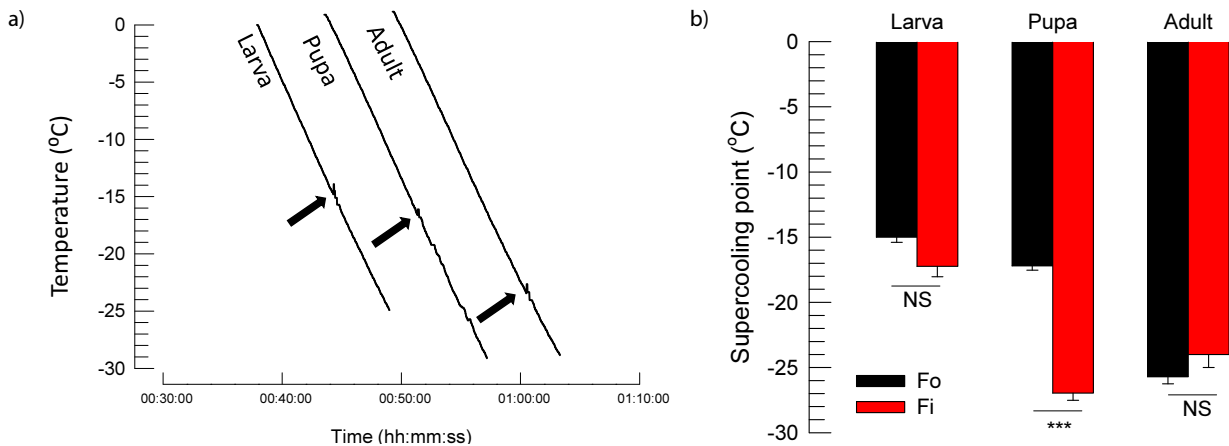 a)
0
-5
-10
-15
-20
-25
-30
Temperature (ºC)
Larva
Pupa
Adult
00:30:00 00:40:00 00:50:00 01:00:00 01:10:00
Time (hh:mm:ss)
b)
Larva Pupa Adult
0
-5
-10
-15
-20
-25
-30
Supercooling point (ºC)
NS
***
NS
Fo
Fi